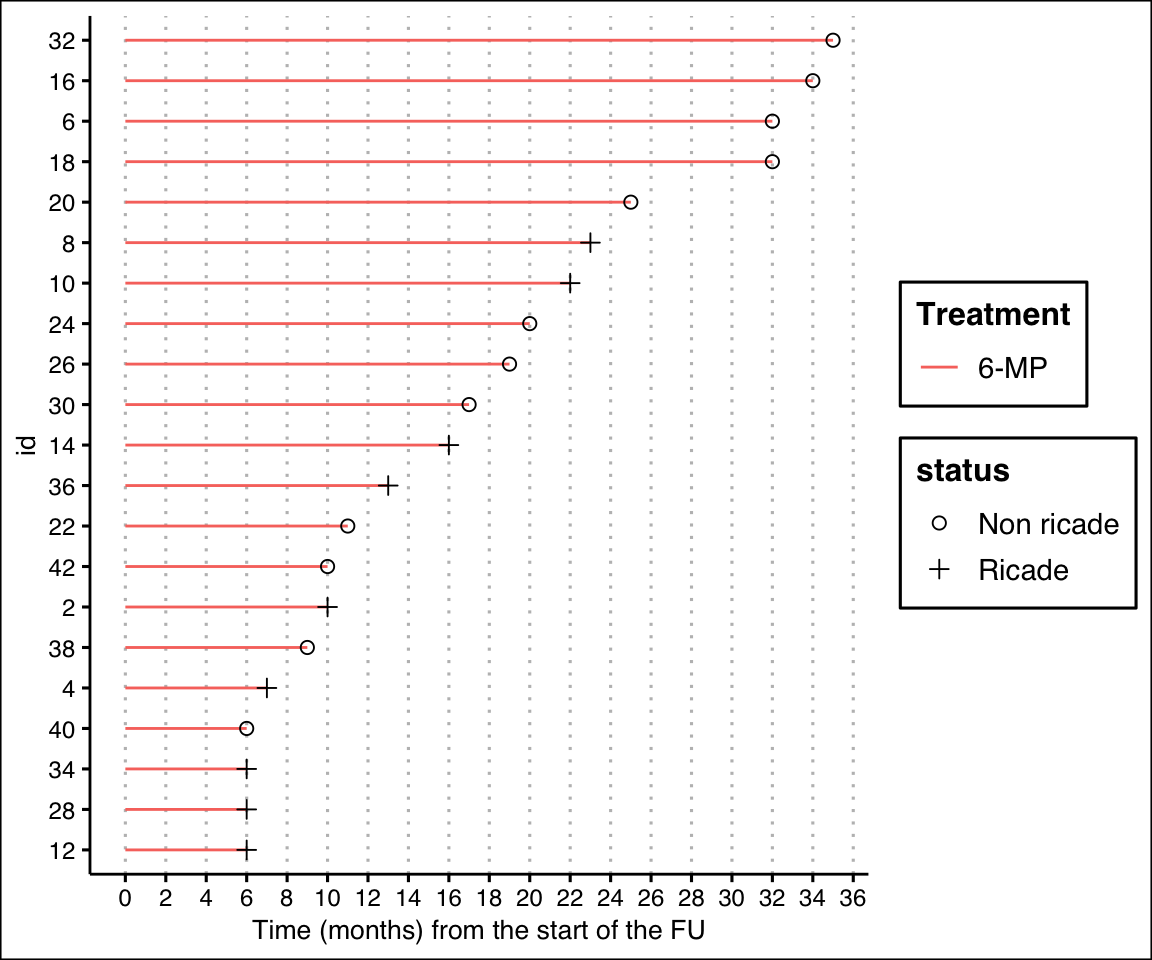 32
16
6
18
20
8
10
24
26
30
14
36
22
42
2
38
4
40
34
28
12
id
0 2 4 6 8 10 12 14 16 18 20 22 24 26 28 30 32 34 36
Time (months) from the start of the FU
Treatment
6-MP
status
Non ricade
Ricade